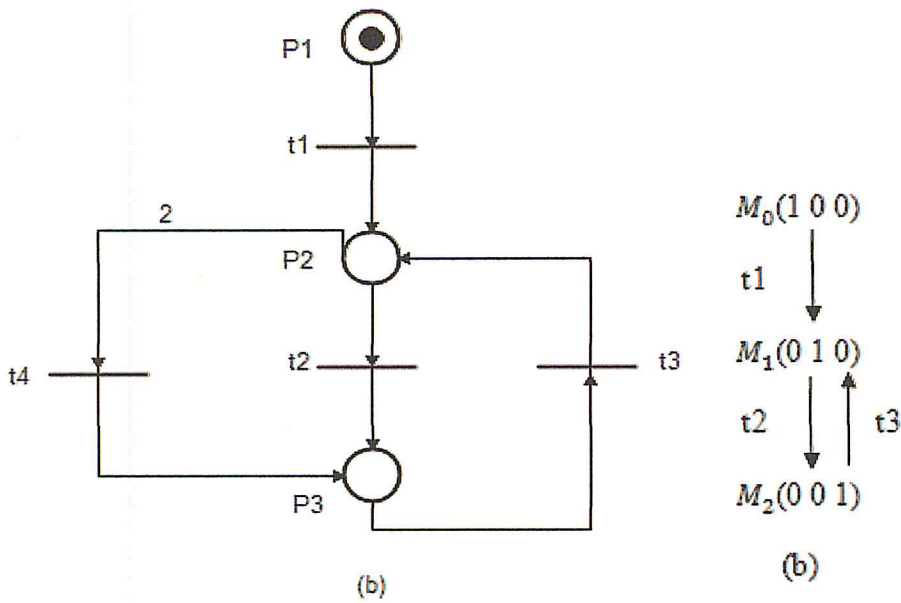 P1
t1
2
P2
t4
t2
t3
P3
(b)
M₀(1 0 0)
t1
M₁(0 1 0)
t2 t3
M₂(0 0 1)
(b)